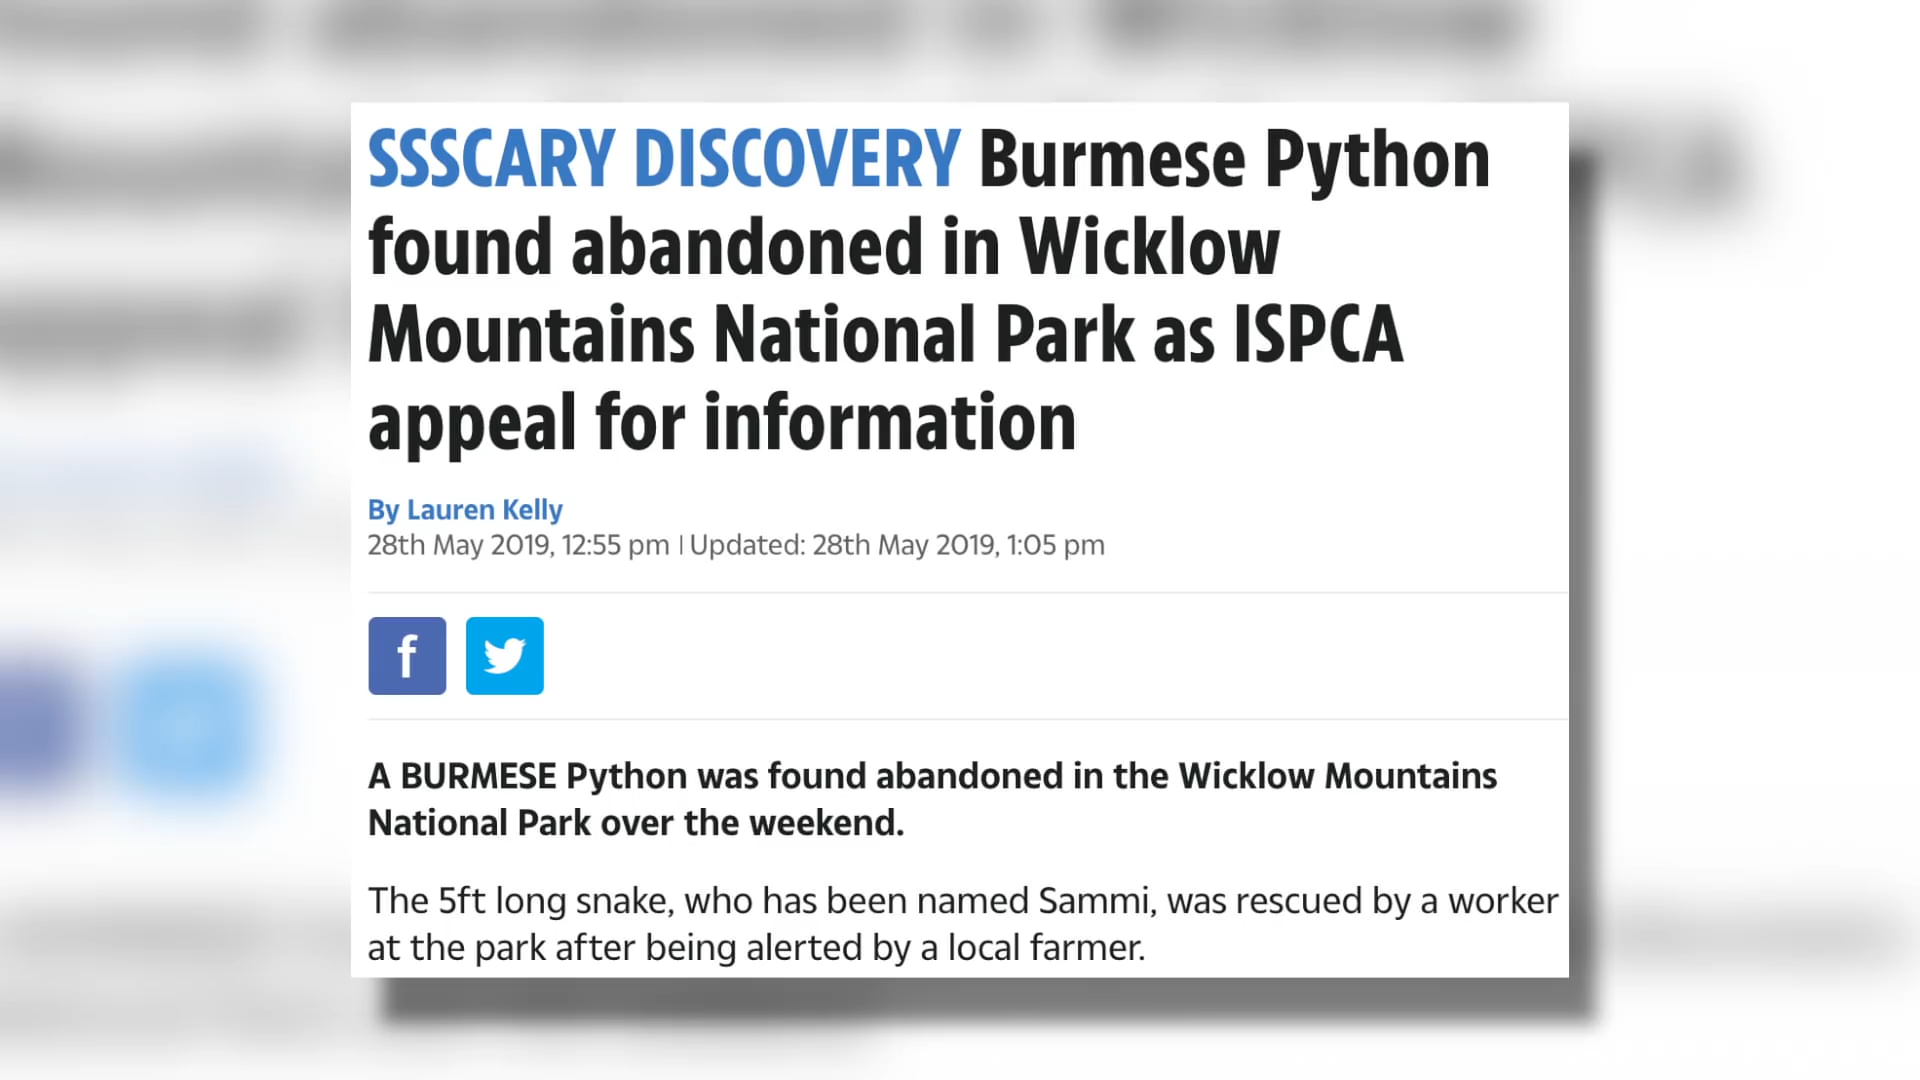 SSSCARY DISCOVERY Burmese Python
found abandoned in Wicklow
Mountains National Park as ISPCA
appeal for information
By Lauren Kelly
28th May 2019, 12:55 pm | Updated: 28th May 2019, 1:05 pm
f
A BURMESE Python was found abandoned in the Wicklow Mountains
National Park over the weekend.
The 5ft long snake, who has been named Sammi, was rescued by a worker
at the park after being alerted by a local farmer.